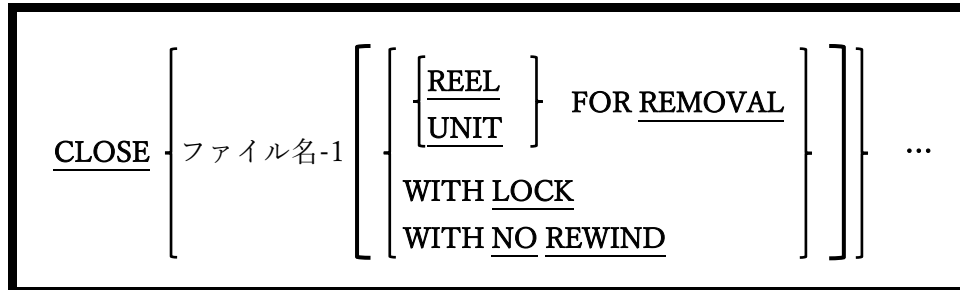 REEL
FOR REMOVAL
UNIT
CLOSE ファイル名-1 ...
WITH LOCK
WITH NO REWIND